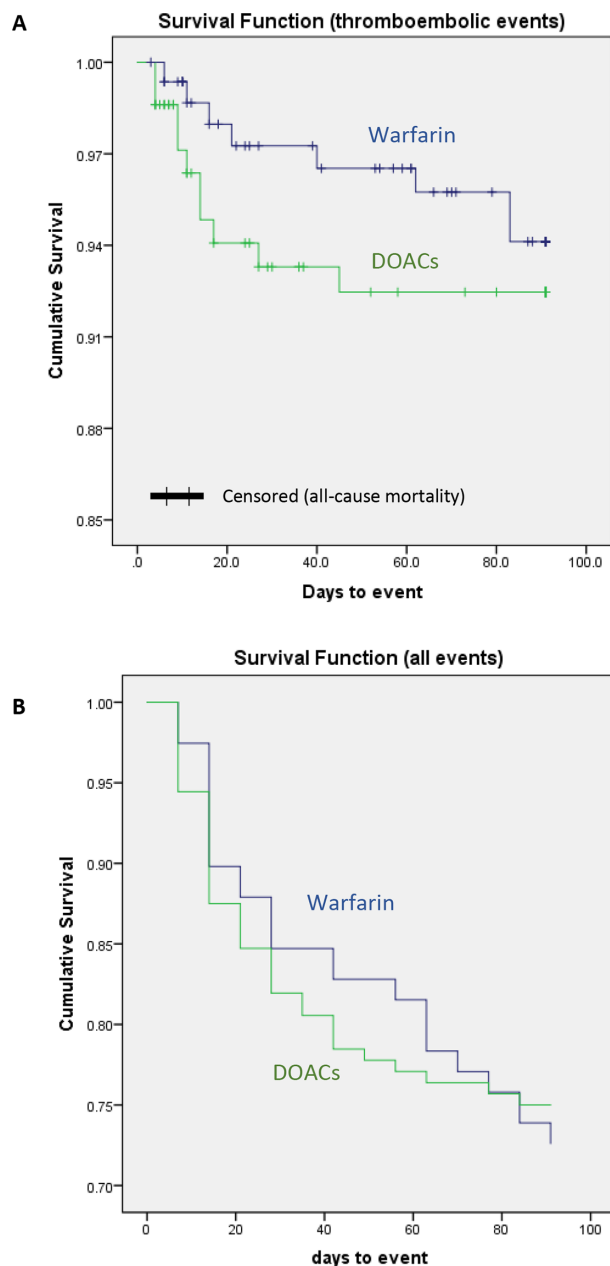 A
Survival Function (thromboembolic events)
1.00
0.97
0.94
0.91
0.88
0.85
Cumulative Survival
Warfarin
DOACs
Censored (all-cause mortality)
.0
20.0
40.0
60.0
80.0
100.0
Days to event
B
Survival Function (all events)
1.00
0.95
0.90
0.85
0.80
0.75
0.70
Cumulative Survival
Warfarin
DOACs
0
20
40
60
80
100
days to event